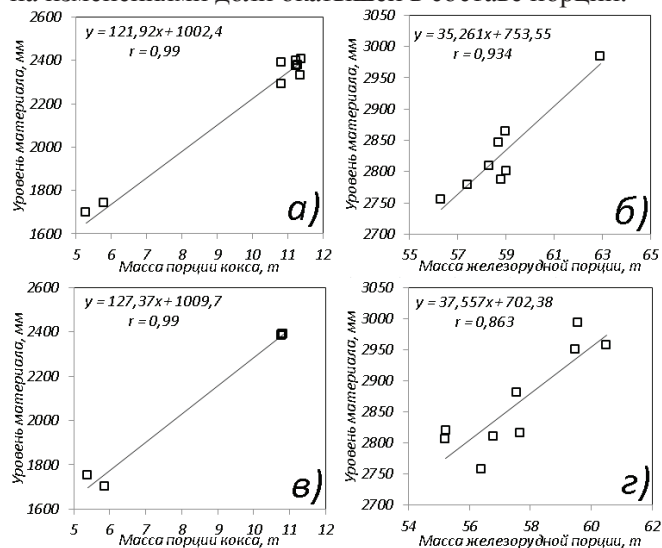 на изменениями доли окатышей в составе порции.
y = 121,92x + 1002,4
r = 0,99
Уровень материала, мм
2600
2400
2200
2000
1800
1600
5 6 7 8 9 10 11 12
Масса порции кокса, т
а)
y = 35,261x + 753,55
r = 0,934
Уровень материала, мм
3050
3000
2950
2900
2850
2800
2750
2700
55 57 59 61 63 65
Масса железорудной порции, т
б)
y = 127,37x + 1009,7
r = 0,99
Уровень материала, мм
2600
2400
2200
2000
1800
1600
5 6 7 8 9 10 11 12
Масса порции кокса, т
в)
y = 37,557x + 702,38
r = 0,863
Уровень материала, мм
3050
3000
2950
2900
2850
2800
2750
2700
54 56 58 60 62
Масса железорудной порции, т
г)